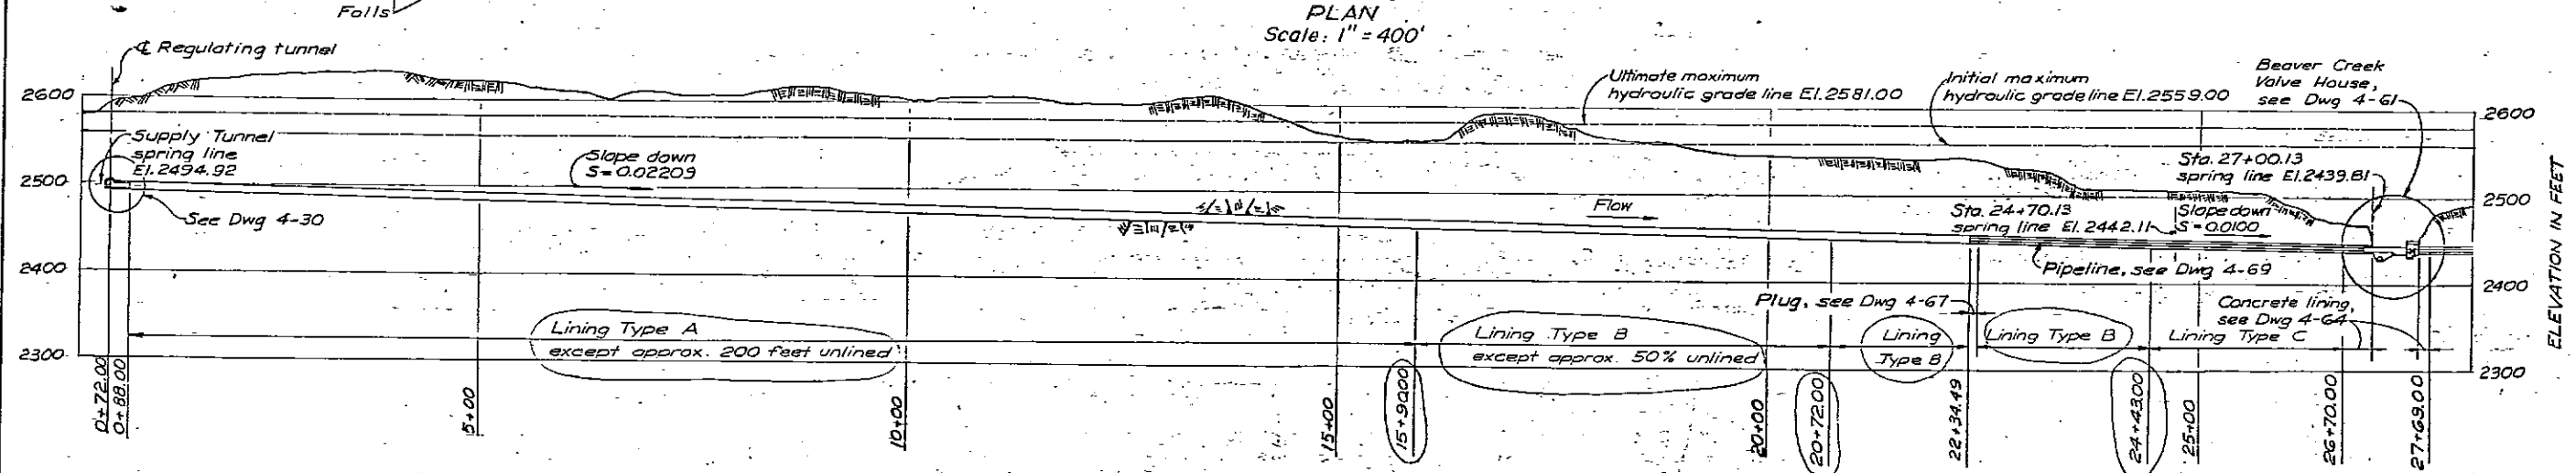 Falls
PLAN
Scale: 1" = 400'
℄ Regulating tunnel
Ultimate maximum
hydraulic grade line El. 2581.00
Initial maximum
hydraulic grade line El. 2559.00
Beaver Creek
Valve House,
see Dwg 4-61
2600
2600
Supply Tunnel
spring line
El. 2494.92
Slope down
S=0.02209
Sta. 27+00.13
spring line El. 2439.81
2500
2500
See Dwg 4-30
Flow
Sta. 24+70.13
spring line El. 2442.11
Slope down
S=0.0100
2400
2400
Pipeline, see Dwg 4-69
Plug, see Dwg 4-67
Concrete lining,
see Dwg 4-64
Lining Type A
except approx. 200 feet unlined
Lining Type B
except approx. 50% unlined
Lining
Type B
Lining Type B
Lining Type C
2300
2300
ELEVATION IN FEET
0+72.00
0+88.00
5+00
10+00
15+00
15+90.00
20+00
20+72.00
22+34.49
24+43.00
25+00
26+70.00
27+69.00